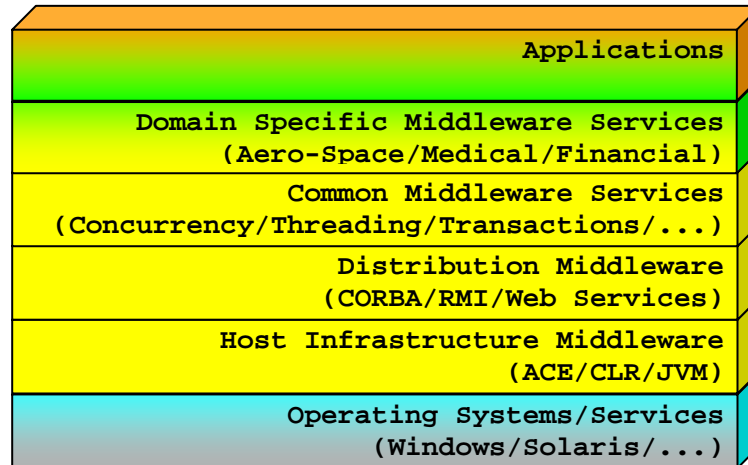 Applications
Domain Specific Middleware Services
(Aero-Space/Medical/Financial)
Common Middleware Services
(Concurrency/Threading/Transactions/...)
Distribution Middleware
(CORBA/RMI/Web Services)
Host Infrastructure Middleware
(ACE/CLR/JVM)
Operating Systems/Services
(Windows/Solaris/...)